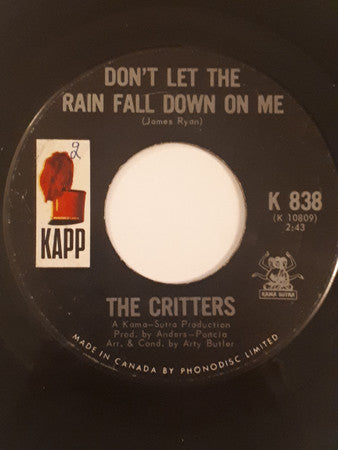 DON'T LET THE
RAIN FALL DOWN ON ME
(James Ryan)
2
KAPP
K 838
(K 10809)
2:43
KAMA SUTRA
THE CRITTERS
A Kama-Sutra Production
Prod. by Anders-Poncia
Arr. & Cond. by Arty Butler
MADE IN CANADA BY PHONODISC LIMITED